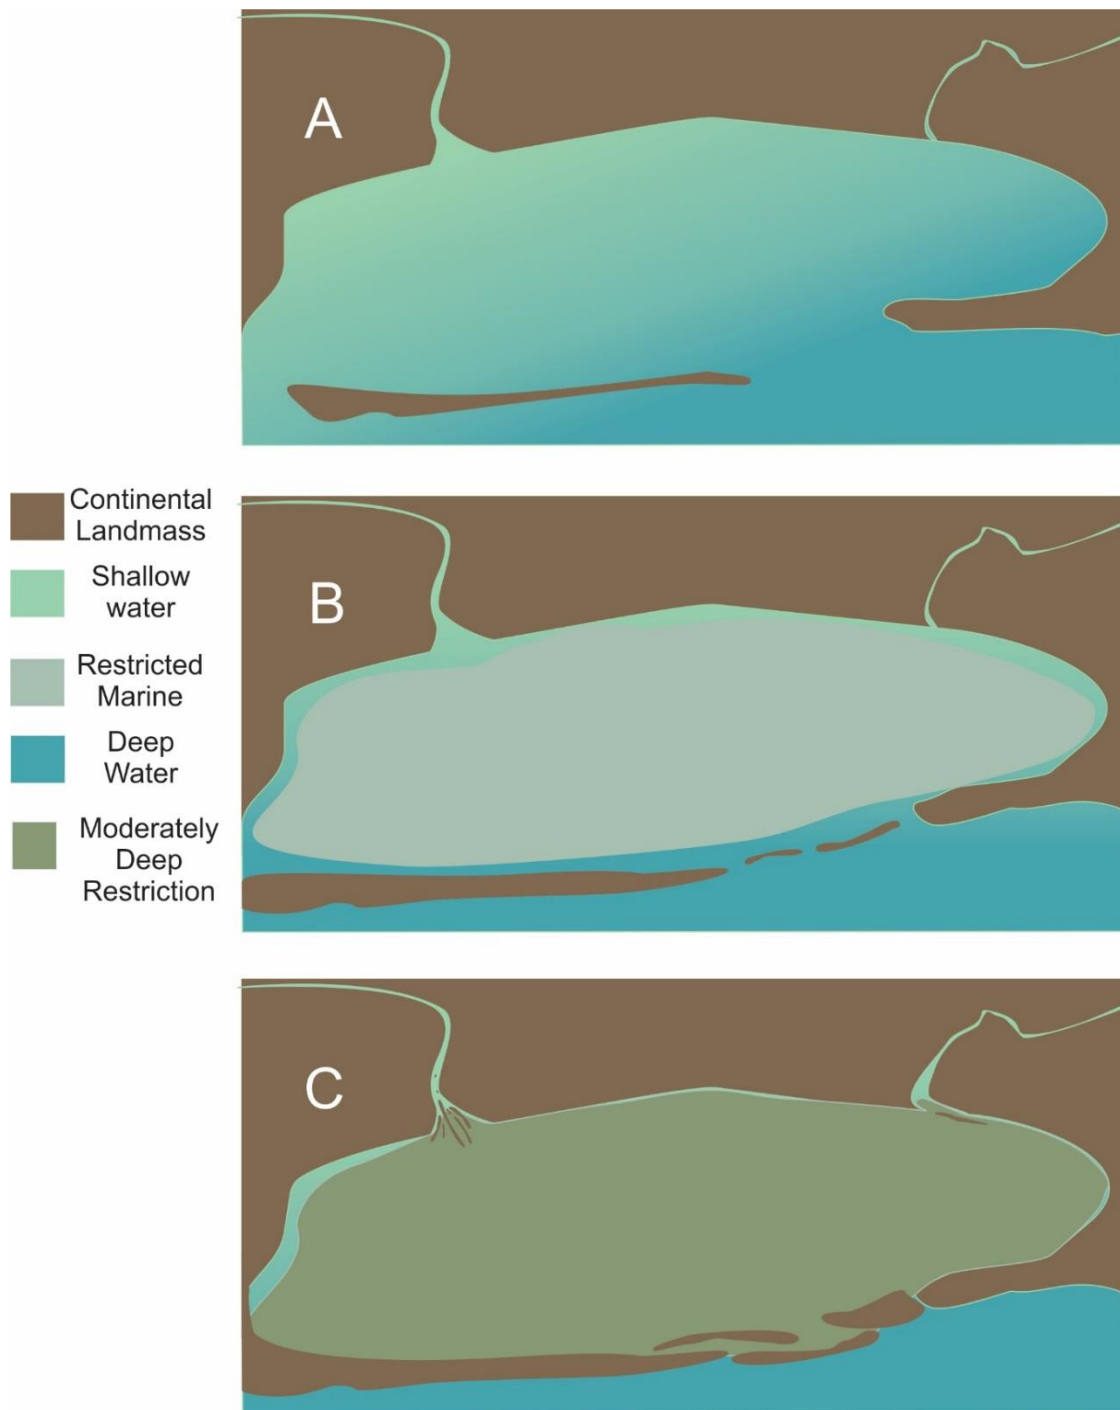 A
Continental
Landmass
Shallow
water
B
Restricted
Marine
Deep
Water
Moderately
Deep
Restriction
C